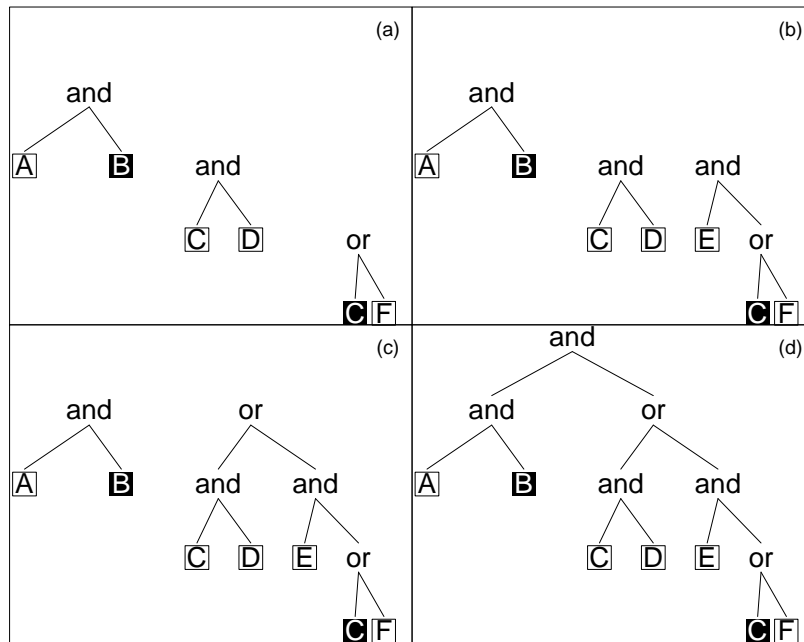 (a)
and
A B and
C D or
C F
(b)
and
A B and and
C D E or
C F
(c)
and or
A B and and
C D E or
C F
(d)
and
and or
A B and and
C D E or
C F